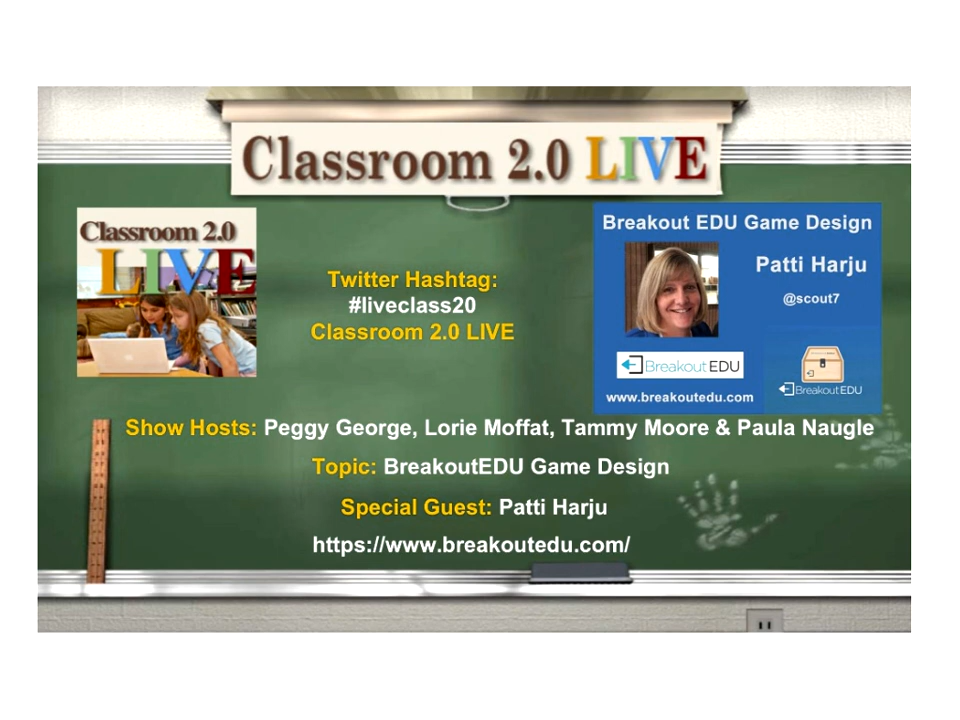 Classroom 2.0 LIVE
Classroom 2.0
LIVE
Twitter Hashtag:
#liveclass20
Classroom 2.0 LIVE
Breakout EDU Game Design
Patti Harju
@scout7
Breakout EDU
BreakoutEDU
www.breakoutedu.com
Show Hosts: Peggy George, Lorie Moffat, Tammy Moore & Paula Naugle
Topic: BreakoutEDU Game Design
Special Guest: Patti Harju
https://www.breakoutedu.com/